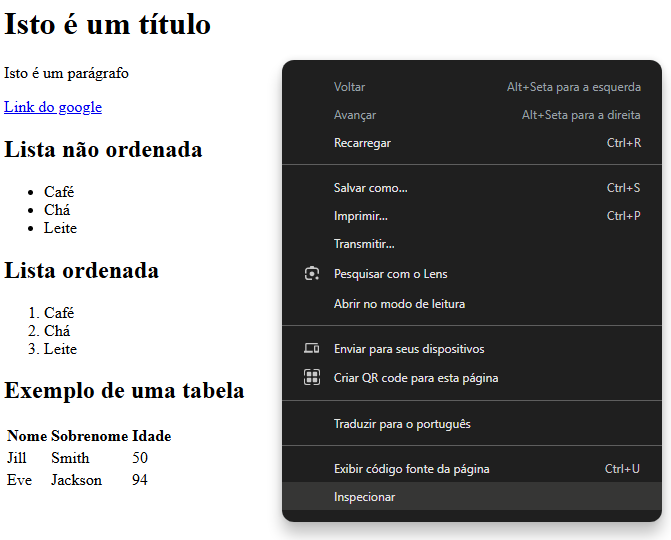 Isto é um título
Isto é um parágrafo
Link do google
Lista não ordenada
• Café
• Chá
• Leite
Lista ordenada
1. Café
2. Chá
3. Leite
Exemplo de uma tabela
Nome Sobrenome Idade
Jill Smith 50
Eve Jackson 94
Voltar Alt+Seta para a esquerda
Avançar Alt+Seta para a direita
Recarregar Ctrl+R
Salvar como... Ctrl+S
Imprimir... Ctrl+P
Transmitir...
Pesquisar com o Lens
Abrir no modo de leitura
Enviar para seus dispositivos
Criar QR code para esta página
Traduzir para o português
Exibir código fonte da página Ctrl+U
Inspecionar